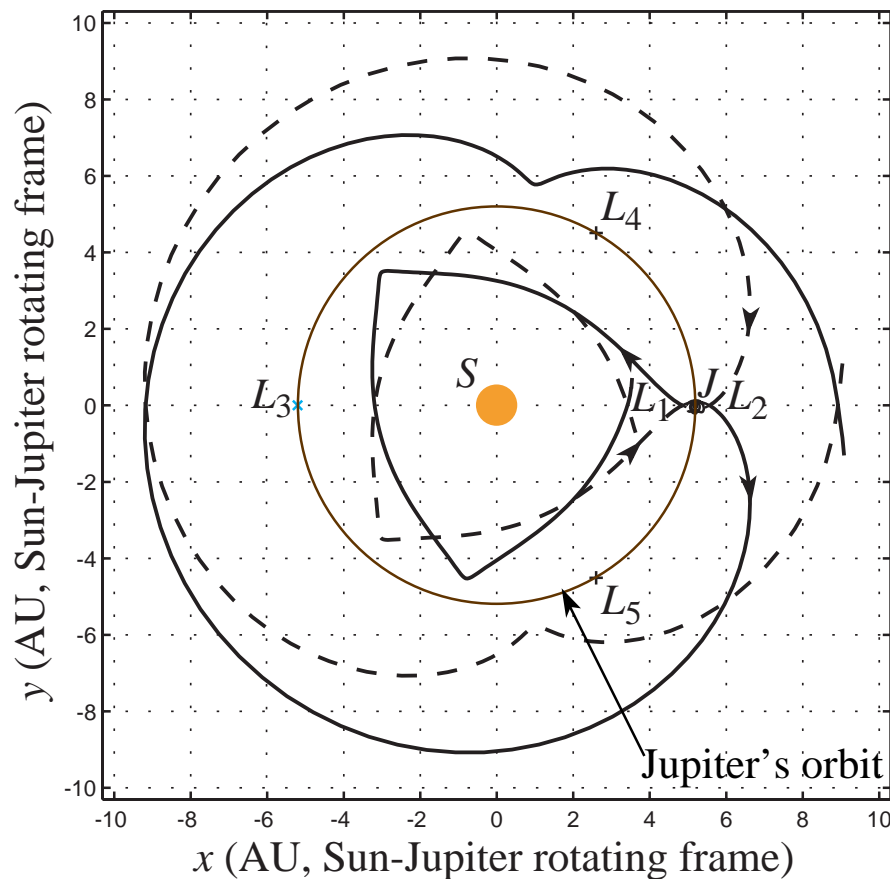 y (AU, Sun-Jupiter rotating frame)
10
8
6
4
2
0
-2
-4
-6
-8
-10
L4
S
L3
L1
J
L2
L5
Jupiter's orbit
-10 -8 -6 -4 -2 0 2 4 6 8 10
x (AU, Sun-Jupiter rotating frame)